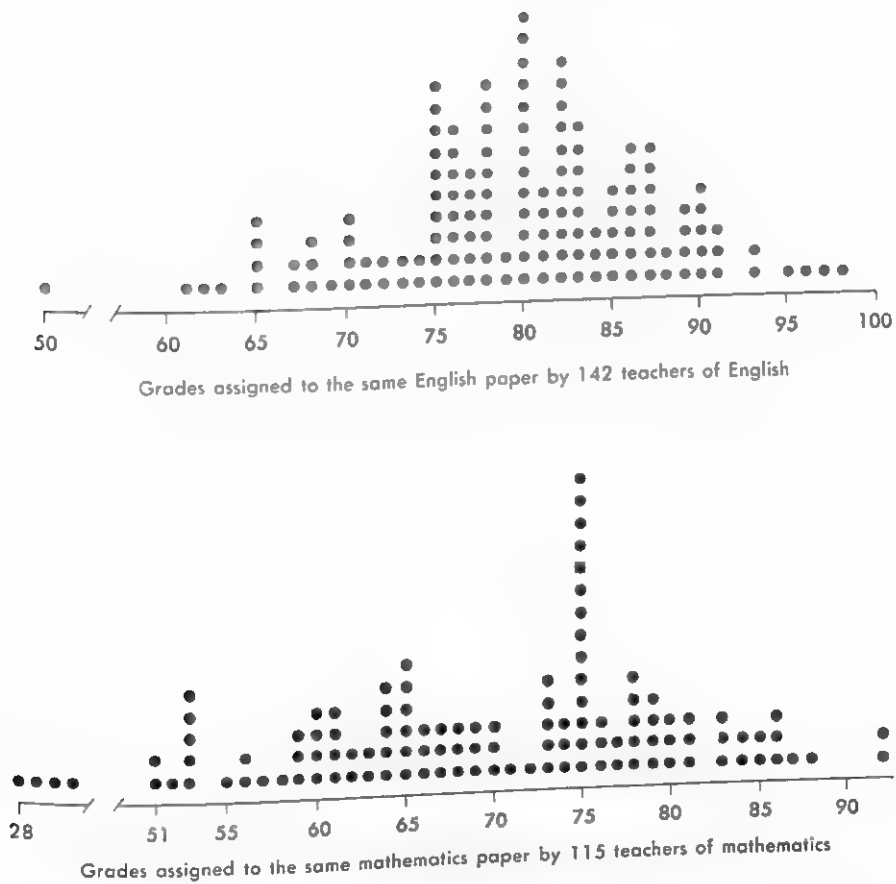 50 60 65 70 75 80 85 90 95 100
Grades assigned to the same English paper by 142 teachers of English
28 51 55 60 65 70 75 80 85 90
Grades assigned to the same mathematics paper by 115 teachers of mathematics